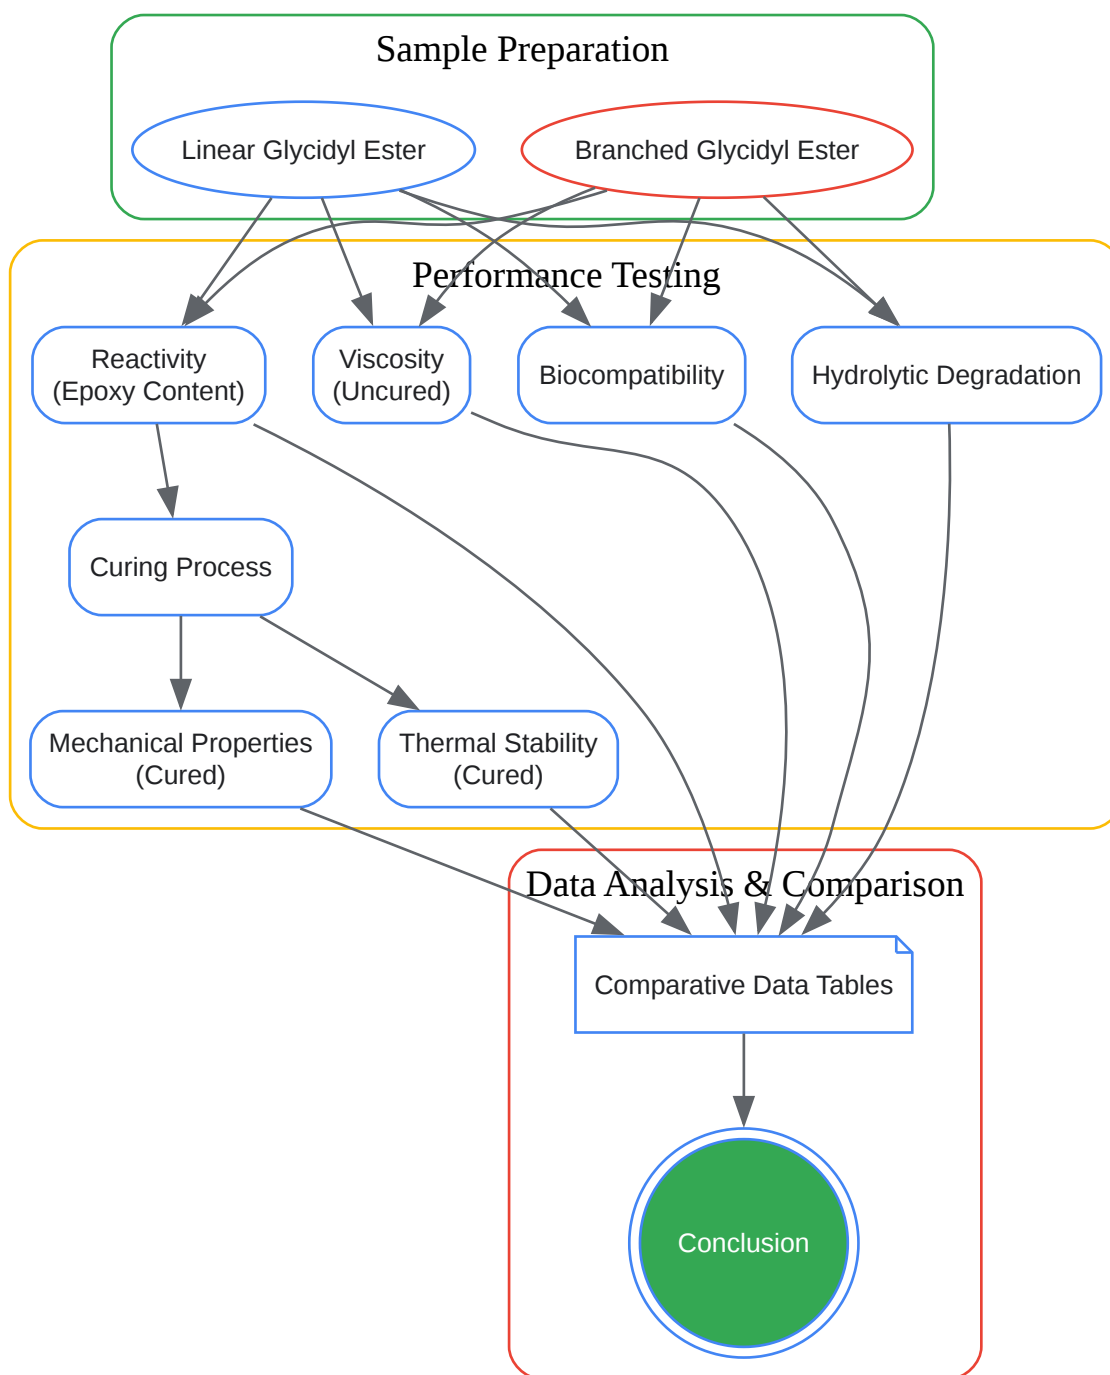 Sample Preparation
Linear Glycidyl Ester
Branched Glycidyl Ester
Performance Testing
Reactivity
(Epoxy Content)
Viscosity
(Uncured)
Biocompatibility
Hydrolytic Degradation
Curing Process
Mechanical Properties
(Cured)
Thermal Stability
(Cured)
Data Analysis & Comparison
Comparative Data Tables
Conclusion